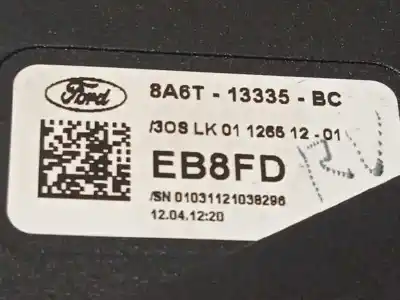 Ford
8A6T - 13335 - BC
/3OS LK 01 1266 12 - 01
EB8FD
/SN 01031121038296
12.04.12:20